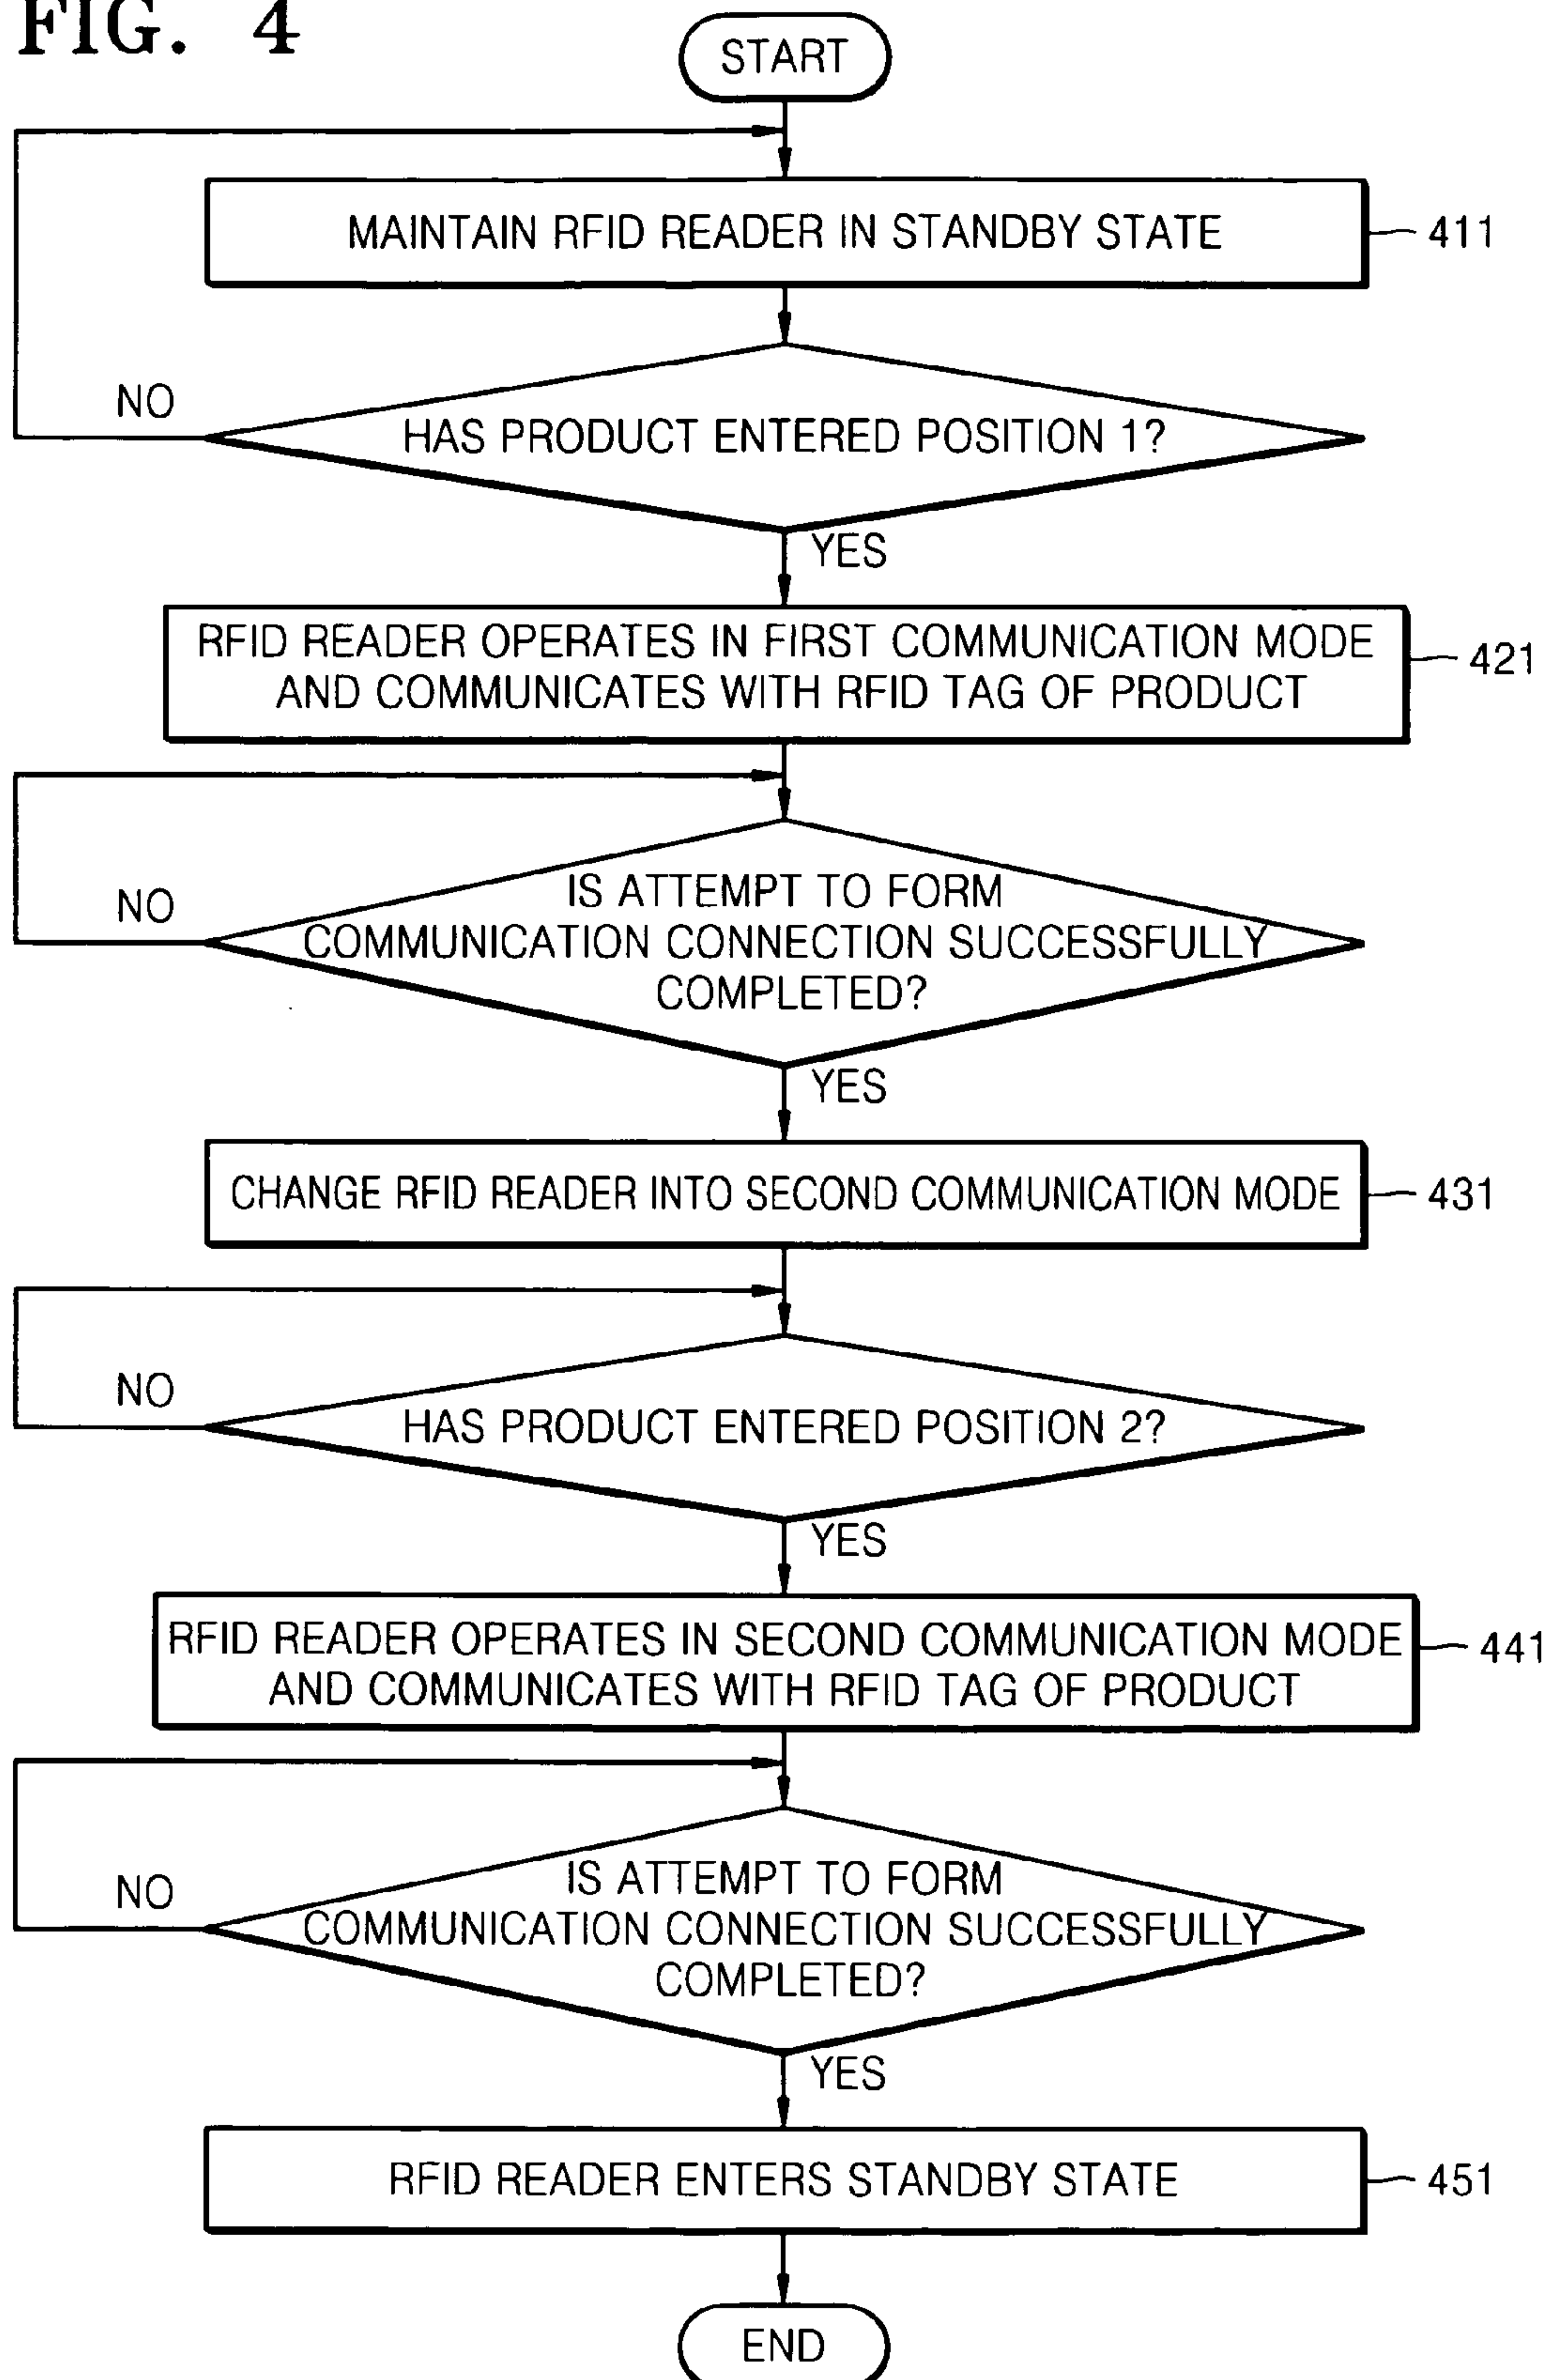 FIG. 4
START
MAINTAIN RFID READER IN STANDBY STATE
411
NO
HAS PRODUCT ENTERED POSITION 1?
YES
RFID READER OPERATES IN FIRST COMMUNICATION MODE
AND COMMUNICATES WITH RFID TAG OF PRODUCT
421
NO
IS ATTEMPT TO FORM
COMMUNICATION CONNECTION SUCCESSFULLY
COMPLETED?
YES
CHANGE RFID READER INTO SECOND COMMUNICATION MODE
431
NO
HAS PRODUCT ENTERED POSITION 2?
YES
RFID READER OPERATES IN SECOND COMMUNICATION MODE
AND COMMUNICATES WITH RFID TAG OF PRODUCT
441
NO
IS ATTEMPT TO FORM
COMMUNICATION CONNECTION SUCCESSFULLY
COMPLETED?
YES
RFID READER ENTERS STANDBY STATE
451
END